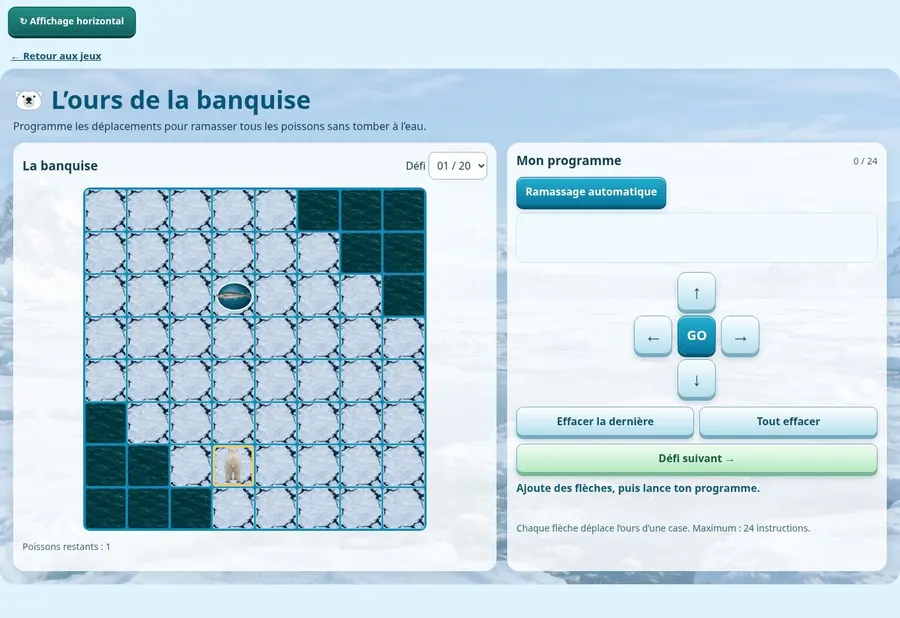 ↻ Affichage horizontal
← Retour aux jeux
L’ours de la banquise
Programme les déplacements pour ramasser tous les poissons sans tomber à l’eau.
La banquise
Défi 01 / 20
Poissons restants : 1
Mon programme
0 / 24
Ramassage automatique
↑
← GO →
↓
Effacer la dernière
Tout effacer
Défi suivant →
Ajoute des flèches, puis lance ton programme.
Chaque flèche déplace l’ours d’une case. Maximum : 24 instructions.